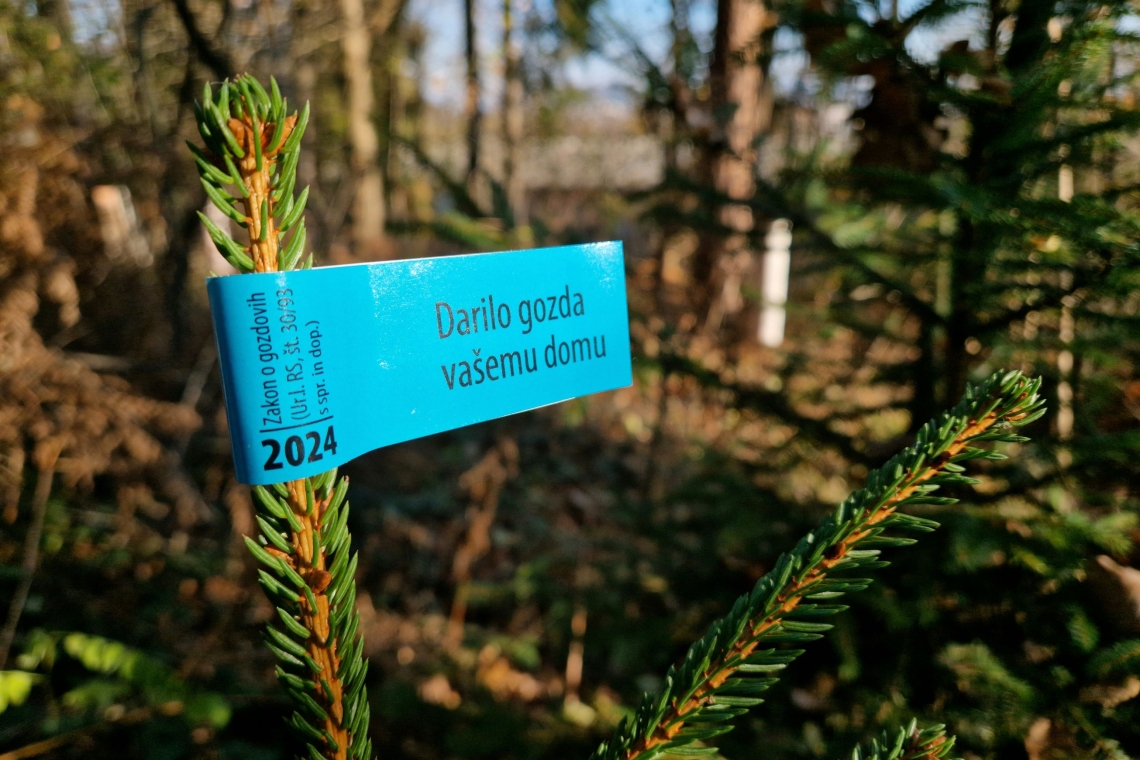 Zakon o gozdovih
(Ur.l. RS, št. 30/93
s spr. in dop.)
2024
Darilo gozda
vašemu domu